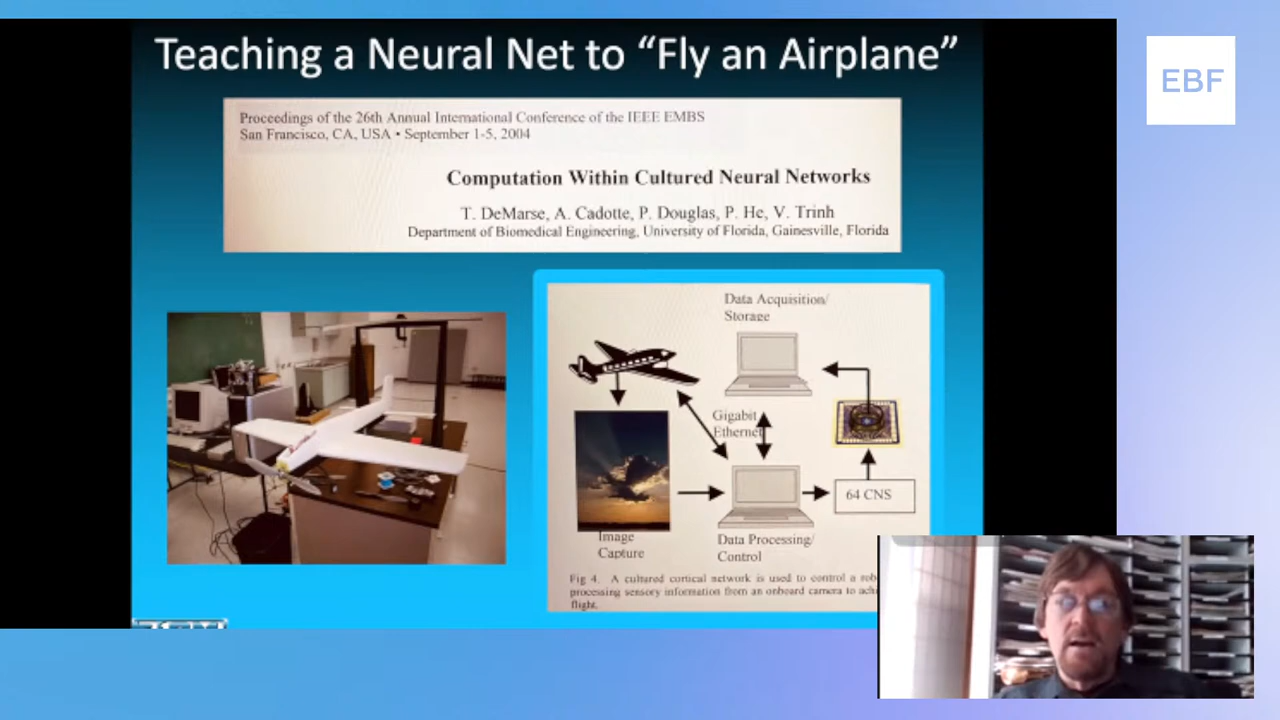 Teaching a Neural Net to “Fly an Airplane”
EBF
Proceedings of the 26th Annual International Conference of the IEEE EMBS
San Francisco, CA, USA • September 1-5, 2004
Computation Within Cultured Neural Networks
T. DeMarse, A. Cadotte, P. Douglas, P. He, V. Trinh
Department of Biomedical Engineering, University of Florida, Gainesville, Florida
Data Acquisition/
Storage
Gigabit
Ethernet
64 CNS
Image
Capture
Data Processing/
Control
Fig 4. A cultured cortical network is used to control a
processing sensory information from an onboard camera to
flight.